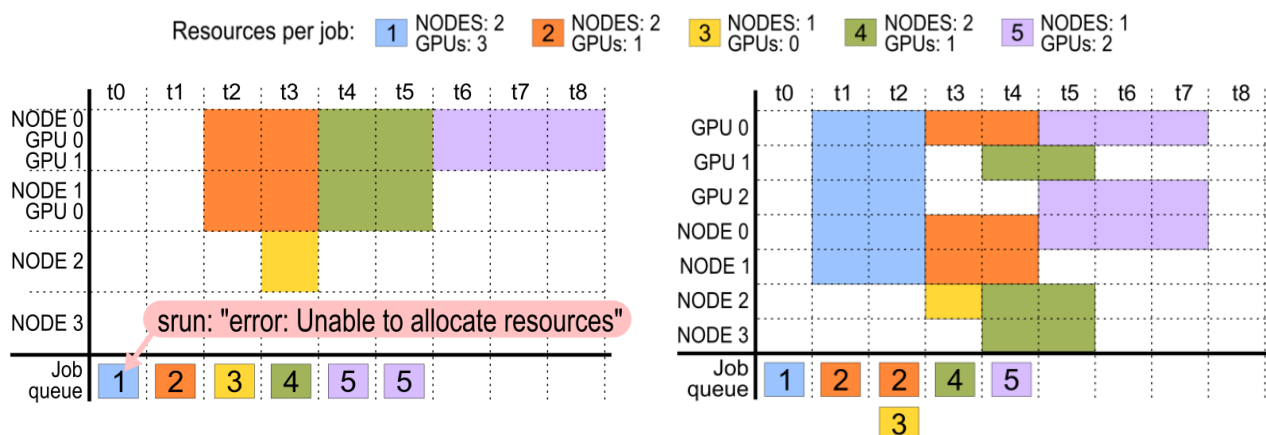 Resources per job:
1 NODES: 2
GPUs: 3
2 NODES: 2
GPUs: 1
3 NODES: 1
GPUs: 0
4 NODES: 2
GPUs: 1
5 NODES: 1
GPUs: 2
t0 t1 t2 t3 t4 t5 t6 t7 t8
NODE 0
GPU 0
GPU 1
NODE 1
GPU 0
NODE 2
NODE 3
srun: "error: Unable to allocate resources"
Job
queue
1 2 3 4 5 5
t0 t1 t2 t3 t4 t5 t6 t7 t8
GPU 0
GPU 1
GPU 2
NODE 0
NODE 1
NODE 2
NODE 3
Job
queue
1 2 2 4 5
3